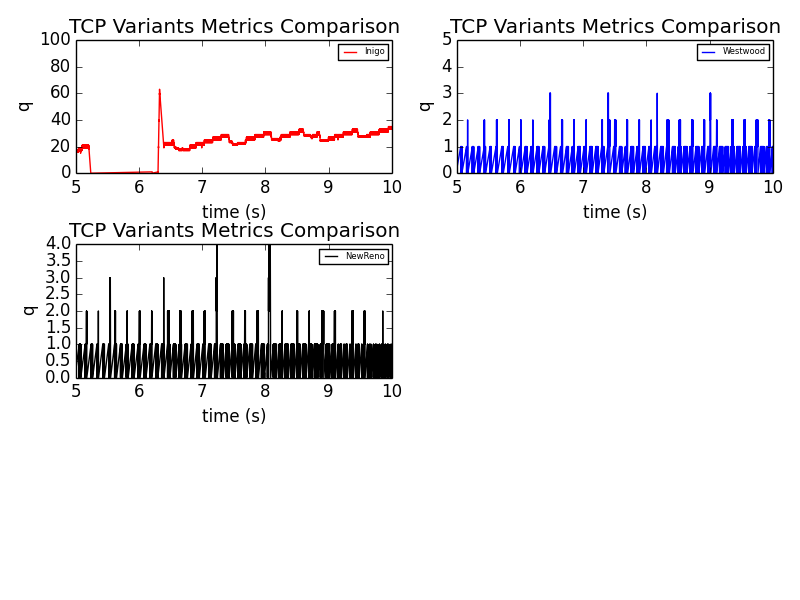 TCP Variants Metrics Comparison
100
80
60
40
20
0
q
Inigo
5 6 7 8 9 10
time (s)
TCP Variants Metrics Comparison
5
4
3
2
1
0
q
Westwood
5 6 7 8 9 10
time (s)
TCP Variants Metrics Comparison
4.0
3.5
3.0
2.5
2.0
1.5
1.0
0.5
0.0
q
NewReno
5 6 7 8 9 10
time (s)